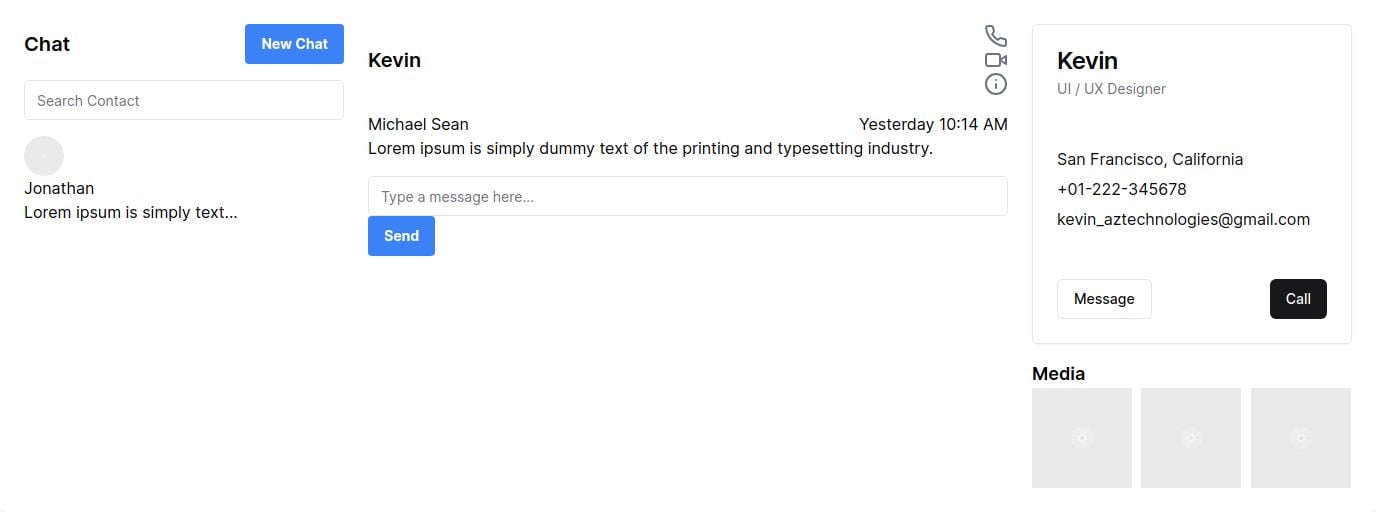 Chat
New Chat
Search Contact
Jonathan
Lorem ipsum is simply text...
Kevin
Michael Sean
Yesterday 10:14 AM
Lorem ipsum is simply dummy text of the printing and typesetting industry.
Type a message here...
Send
Kevin
UI / UX Designer
San Francisco, California
+01-222-345678
kevin_aztechnologies@gmail.com
Message
Call
Media